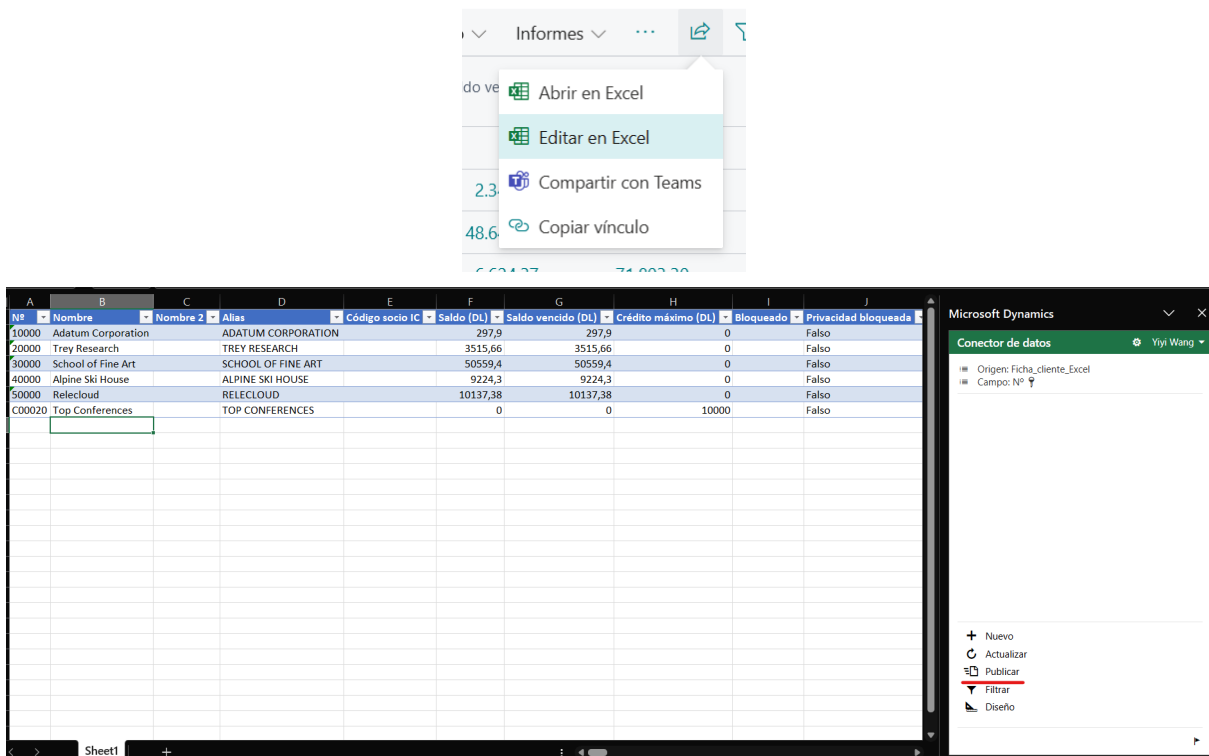 Informes ...
do ve
Abrir en Excel
Editar en Excel
2.3
Compartir con Teams
48.6
Copiar vínculo
A B C D E F G H I J
Nº Nombre Nombre 2 Alias Código socio IC Saldo (DL) Saldo vencido (DL) Crédito máximo (DL) Bloqueado Privacidad bloqueada
10000 Adatum Corporation ADATUM CORPORATION 297,9 297,9 0 Falso
20000 Trey Research TREY RESEARCH 3515,66 3515,66 0 Falso
30000 School of Fine Art SCHOOL OF FINE ART 50559,4 50559,4 0 Falso
40000 Alpine Ski House ALPINE SKI HOUSE 9224,3 9224,3 0 Falso
50000 Relecloud RELECLOUD 10137,38 10137,38 0 Falso
C00020 Top Conferences TOP CONFERENCES 0 0 10000 Falso
Sheet1
Microsoft Dynamics
Conector de datos Yiyi Wang
Origen: Ficha_cliente_Excel
Campo: Nº
Nuevo
Actualizar
Publicar
Filtrar
Diseño